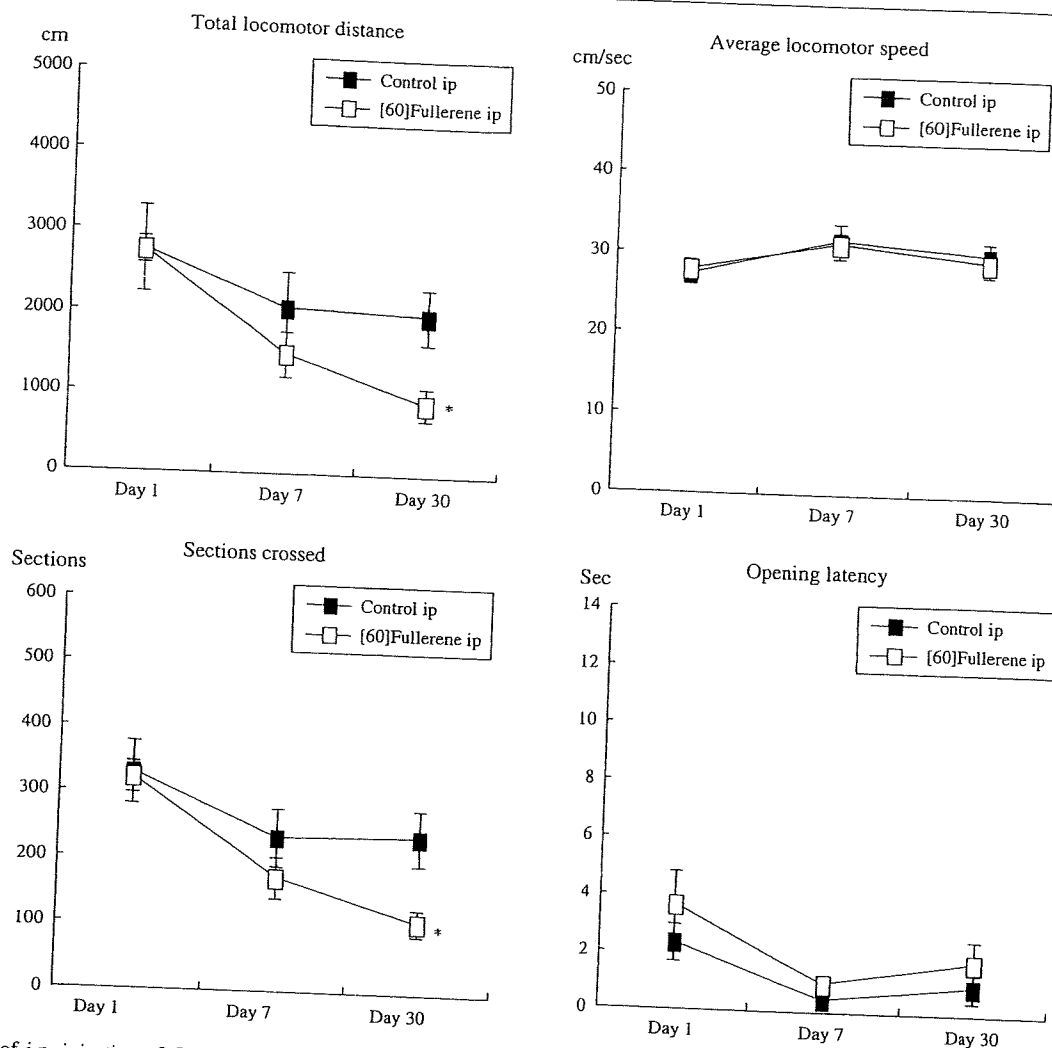 Total locomotor distance
cm
5000
4000
3000
2000
1000
0
Control ip
[60]Fullerene ip
*
Day 1
Day 7
Day 30
Average locomotor speed
cm/sec
50
40
30
20
10
0
Control ip
[60]Fullerene ip
Day 1
Day 7
Day 30
Sections crossed
Sections
600
500
400
300
200
100
0
Control ip
[60]Fullerene ip
*
Day 1
Day 7
Day 30
Opening latency
Sec
14
12
10
8
6
4
2
0
Control ip
[60]Fullerene ip
Day 1
Day 7
Day 30